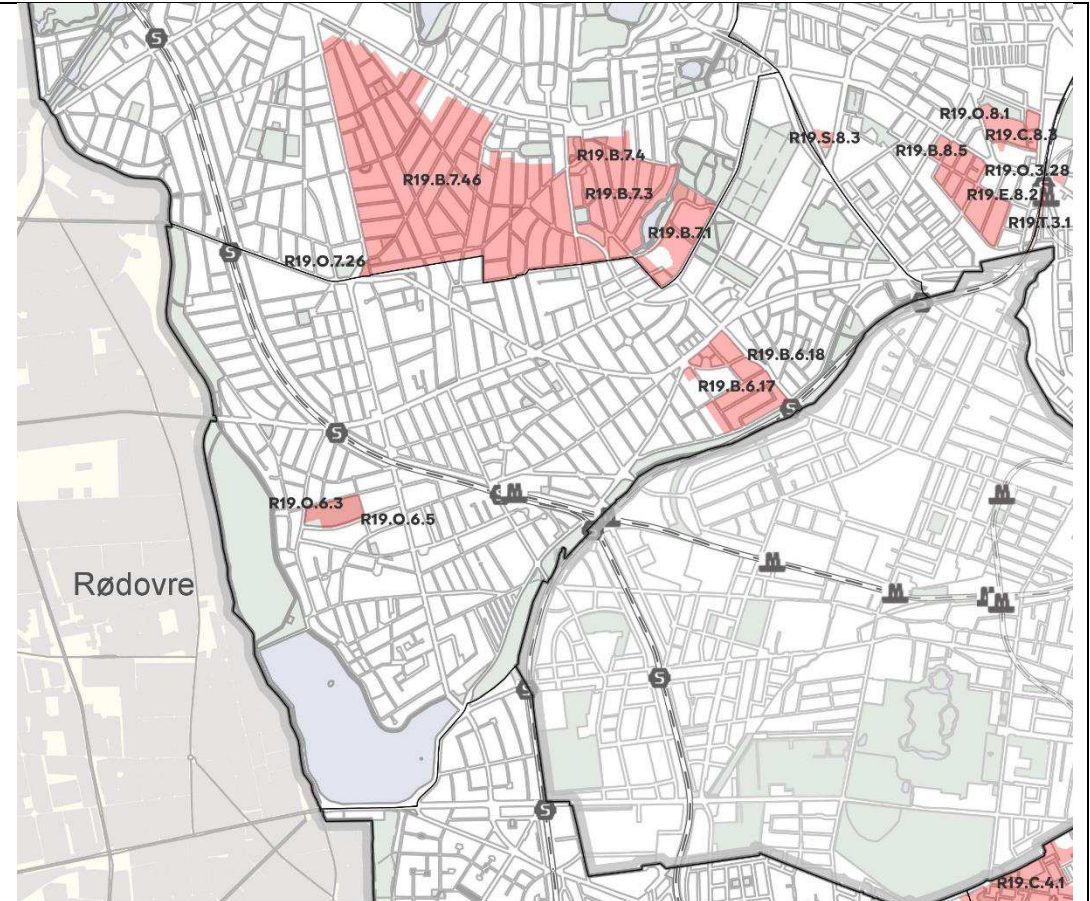 R19.O.8.1
R19.C.8.3
R19.S.8.3
R19.B.8.5
R19.B.7.4
R19.O.3.28
R19.B.7.46
R19.B.7.3
R19.E.8.2
M
R19.T.3.1
R19.B.7.1
S
S
R19.O.7.26
R19.B.6.18
R19.B.6.17
S
S
M
M
R19.O.6.3
R19.O.6.5
M
M
M
M
Rødovre
S
S
S
R19.C.4.1